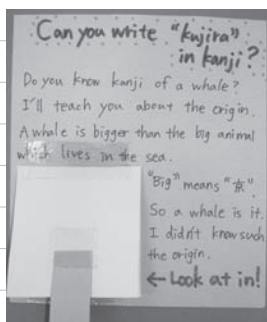 Can you write "kujira"
in kanji?
Do you know kanji of a whale?
I'll teach you about the origin.
A whale is bigger than the big animal
which lives in the sea.
"Big" means "京".
So a whale is it.
I didn't know such
the origin.
←Look at in!